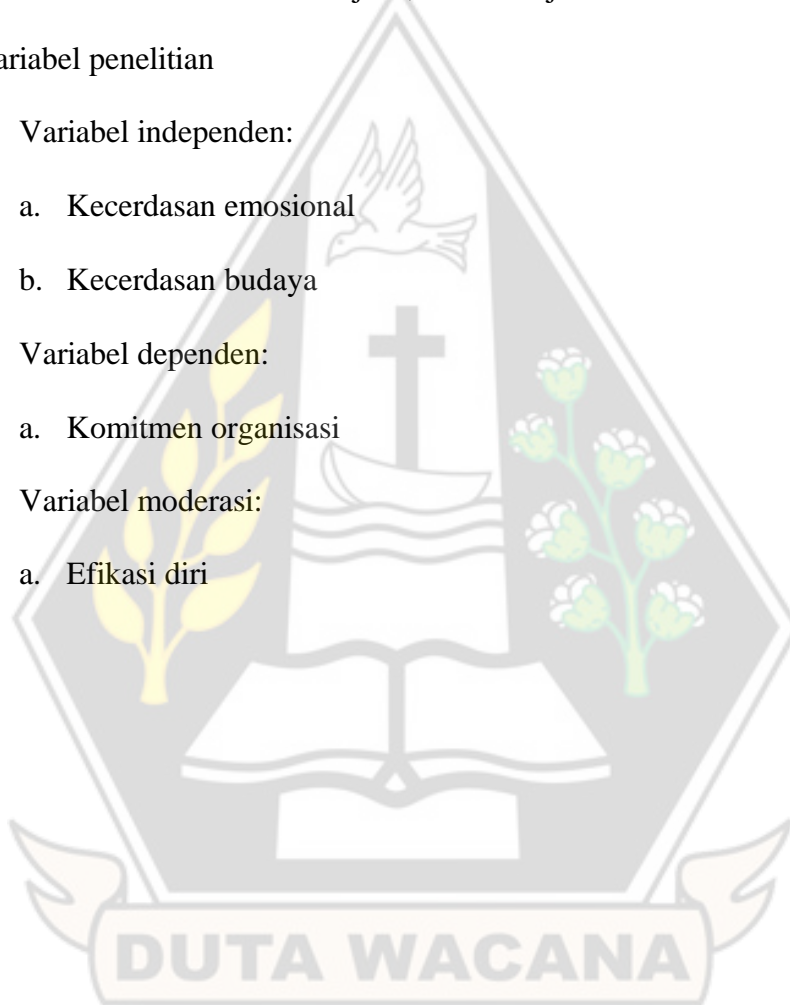 ariabel penelitian
Variabel independen:
a. Kecerdasan emosional
b. Kecerdasan budaya
Variabel dependen:
a. Komitmen organisasi
Variabel moderasi:
a. Efikasi diri
DUTA WACANA